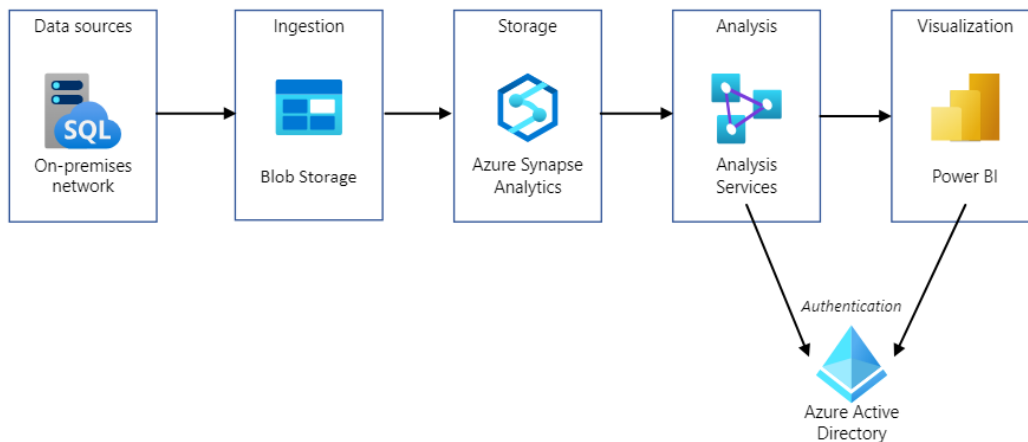 Data sources
Ingestion
Storage
Analysis
Visualization
SQL
On-premises
network
Blob Storage
Azure Synapse
Analytics
Analysis
Services
Power BI
Authentication
Azure Active
Directory